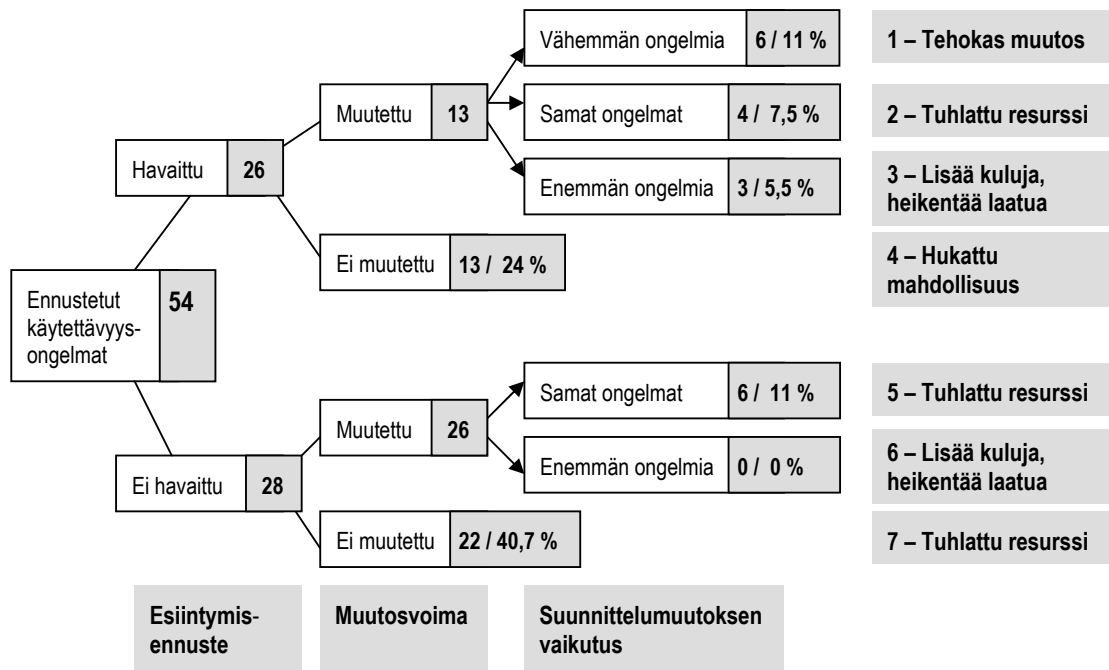 Vähemmän ongelmia 6 / 11 % 1 – Tehokas muutos
Muutettu 13 Samat ongelmat 4 / 7,5 % 2 – Tuhlattu resurssi
Havaittu 26 Enemmän ongelmia 3 / 5,5 % 3 – Lisää kuluja,
heikentää laatua
Ei muutettu 13 / 24 % 4 – Hukattu
mahdollisuus
Ennustetut 54
käytettävyys-
ongelmat
Samat ongelmat 6 / 11 % 5 – Tuhlattu resurssi
Muutettu 26
Ei havaittu 28 Enemmän ongelmia 0 / 0 % 6 – Lisää kuluja,
heikentää laatua
Ei muutettu 22 / 40,7 % 7 – Tuhlattu resurssi
Esiintymis-
ennuste
Muutosvoima
Suunnittelumuutoksen
vaikutus